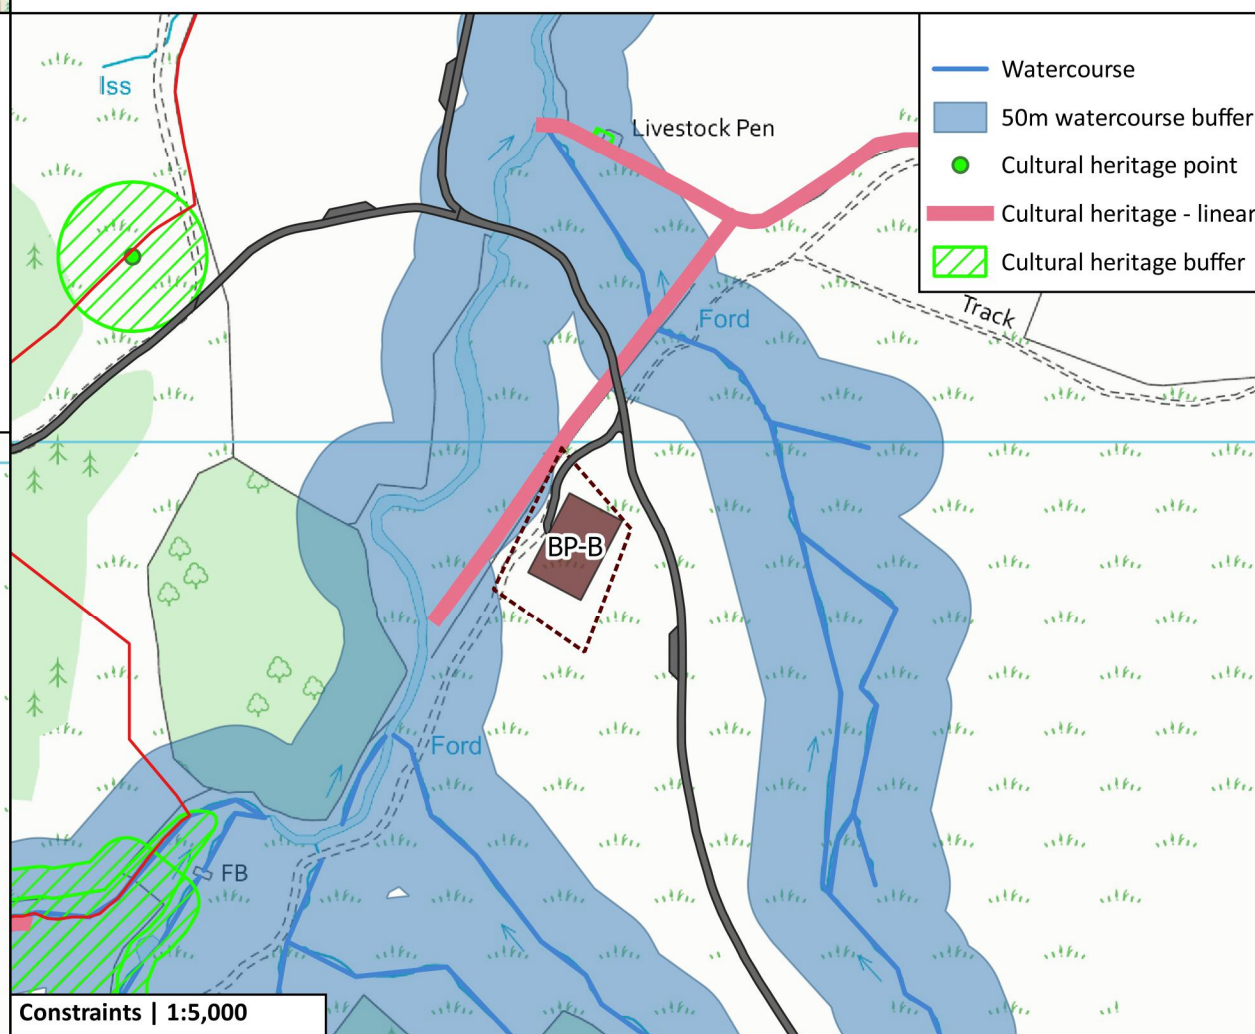 Iss
Livestock Pen
Watercourse
50m watercourse buffer
Cultural heritage point
Cultural heritage - linear
Cultural heritage buffer
Ford
Track
BP-B
Ford
FB
Constraints | 1:5,000